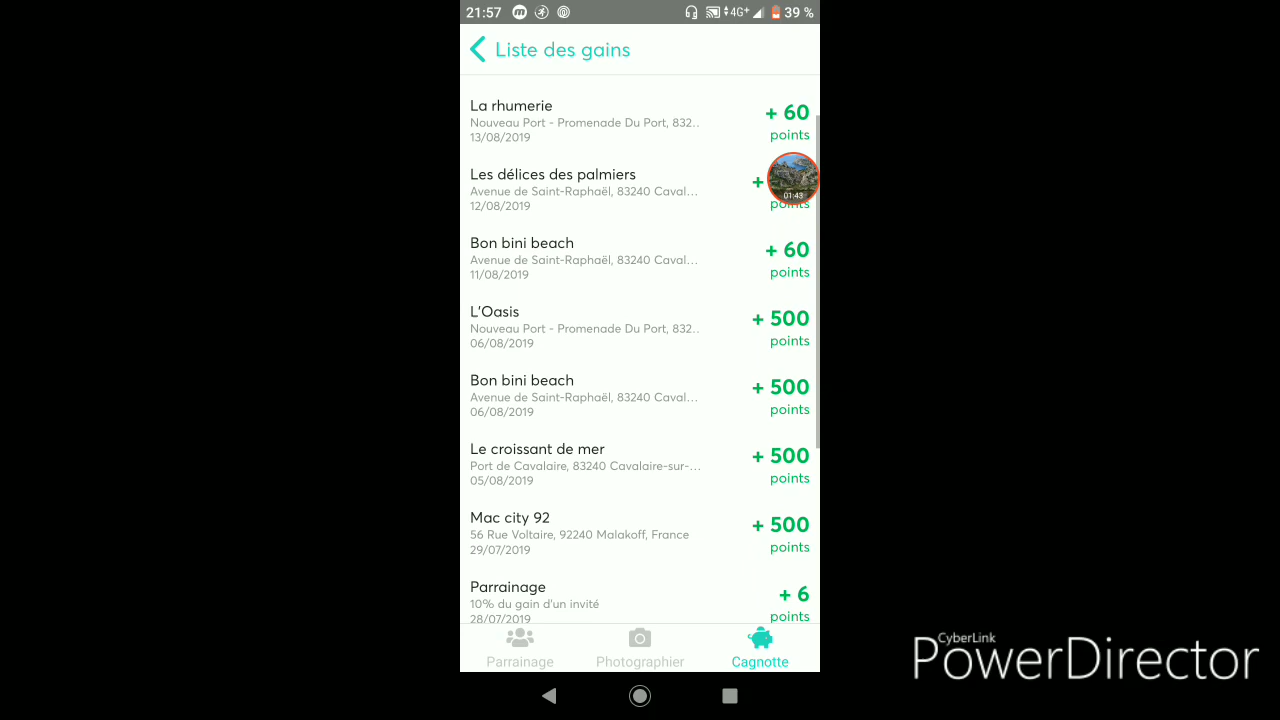 21:57 4G+ 39 %
Liste des gains
La rhumerie
+ 60
Nouveau Port - Promenade Du Port, 832..
points
13/08/2019
Les délices des palmiers
+
Avenue de Saint-Raphaël, 83240 Caval...
01:43
points
12/08/2019
Bon bini beach
+ 60
Avenue de Saint-Raphaël, 83240 Caval...
points
11/08/2019
L'Oasis
+ 500
Nouveau Port - Promenade Du Port, 832..
points
06/08/2019
Bon bini beach
+ 500
Avenue de Saint-Raphaël, 83240 Caval...
points
06/08/2019
Le croissant de mer
+ 500
Port de Cavalaire, 83240 Cavalaire-sur-...
points
05/08/2019
Mac city 92
+ 500
56 Rue Voltaire, 92240 Malakoff, France
points
29/07/2019
Parrainage
+ 6
10% du gain d'un invité
points
28/07/2019
Parrainage Photographier Cagnotte
CyberLink
PowerDirector